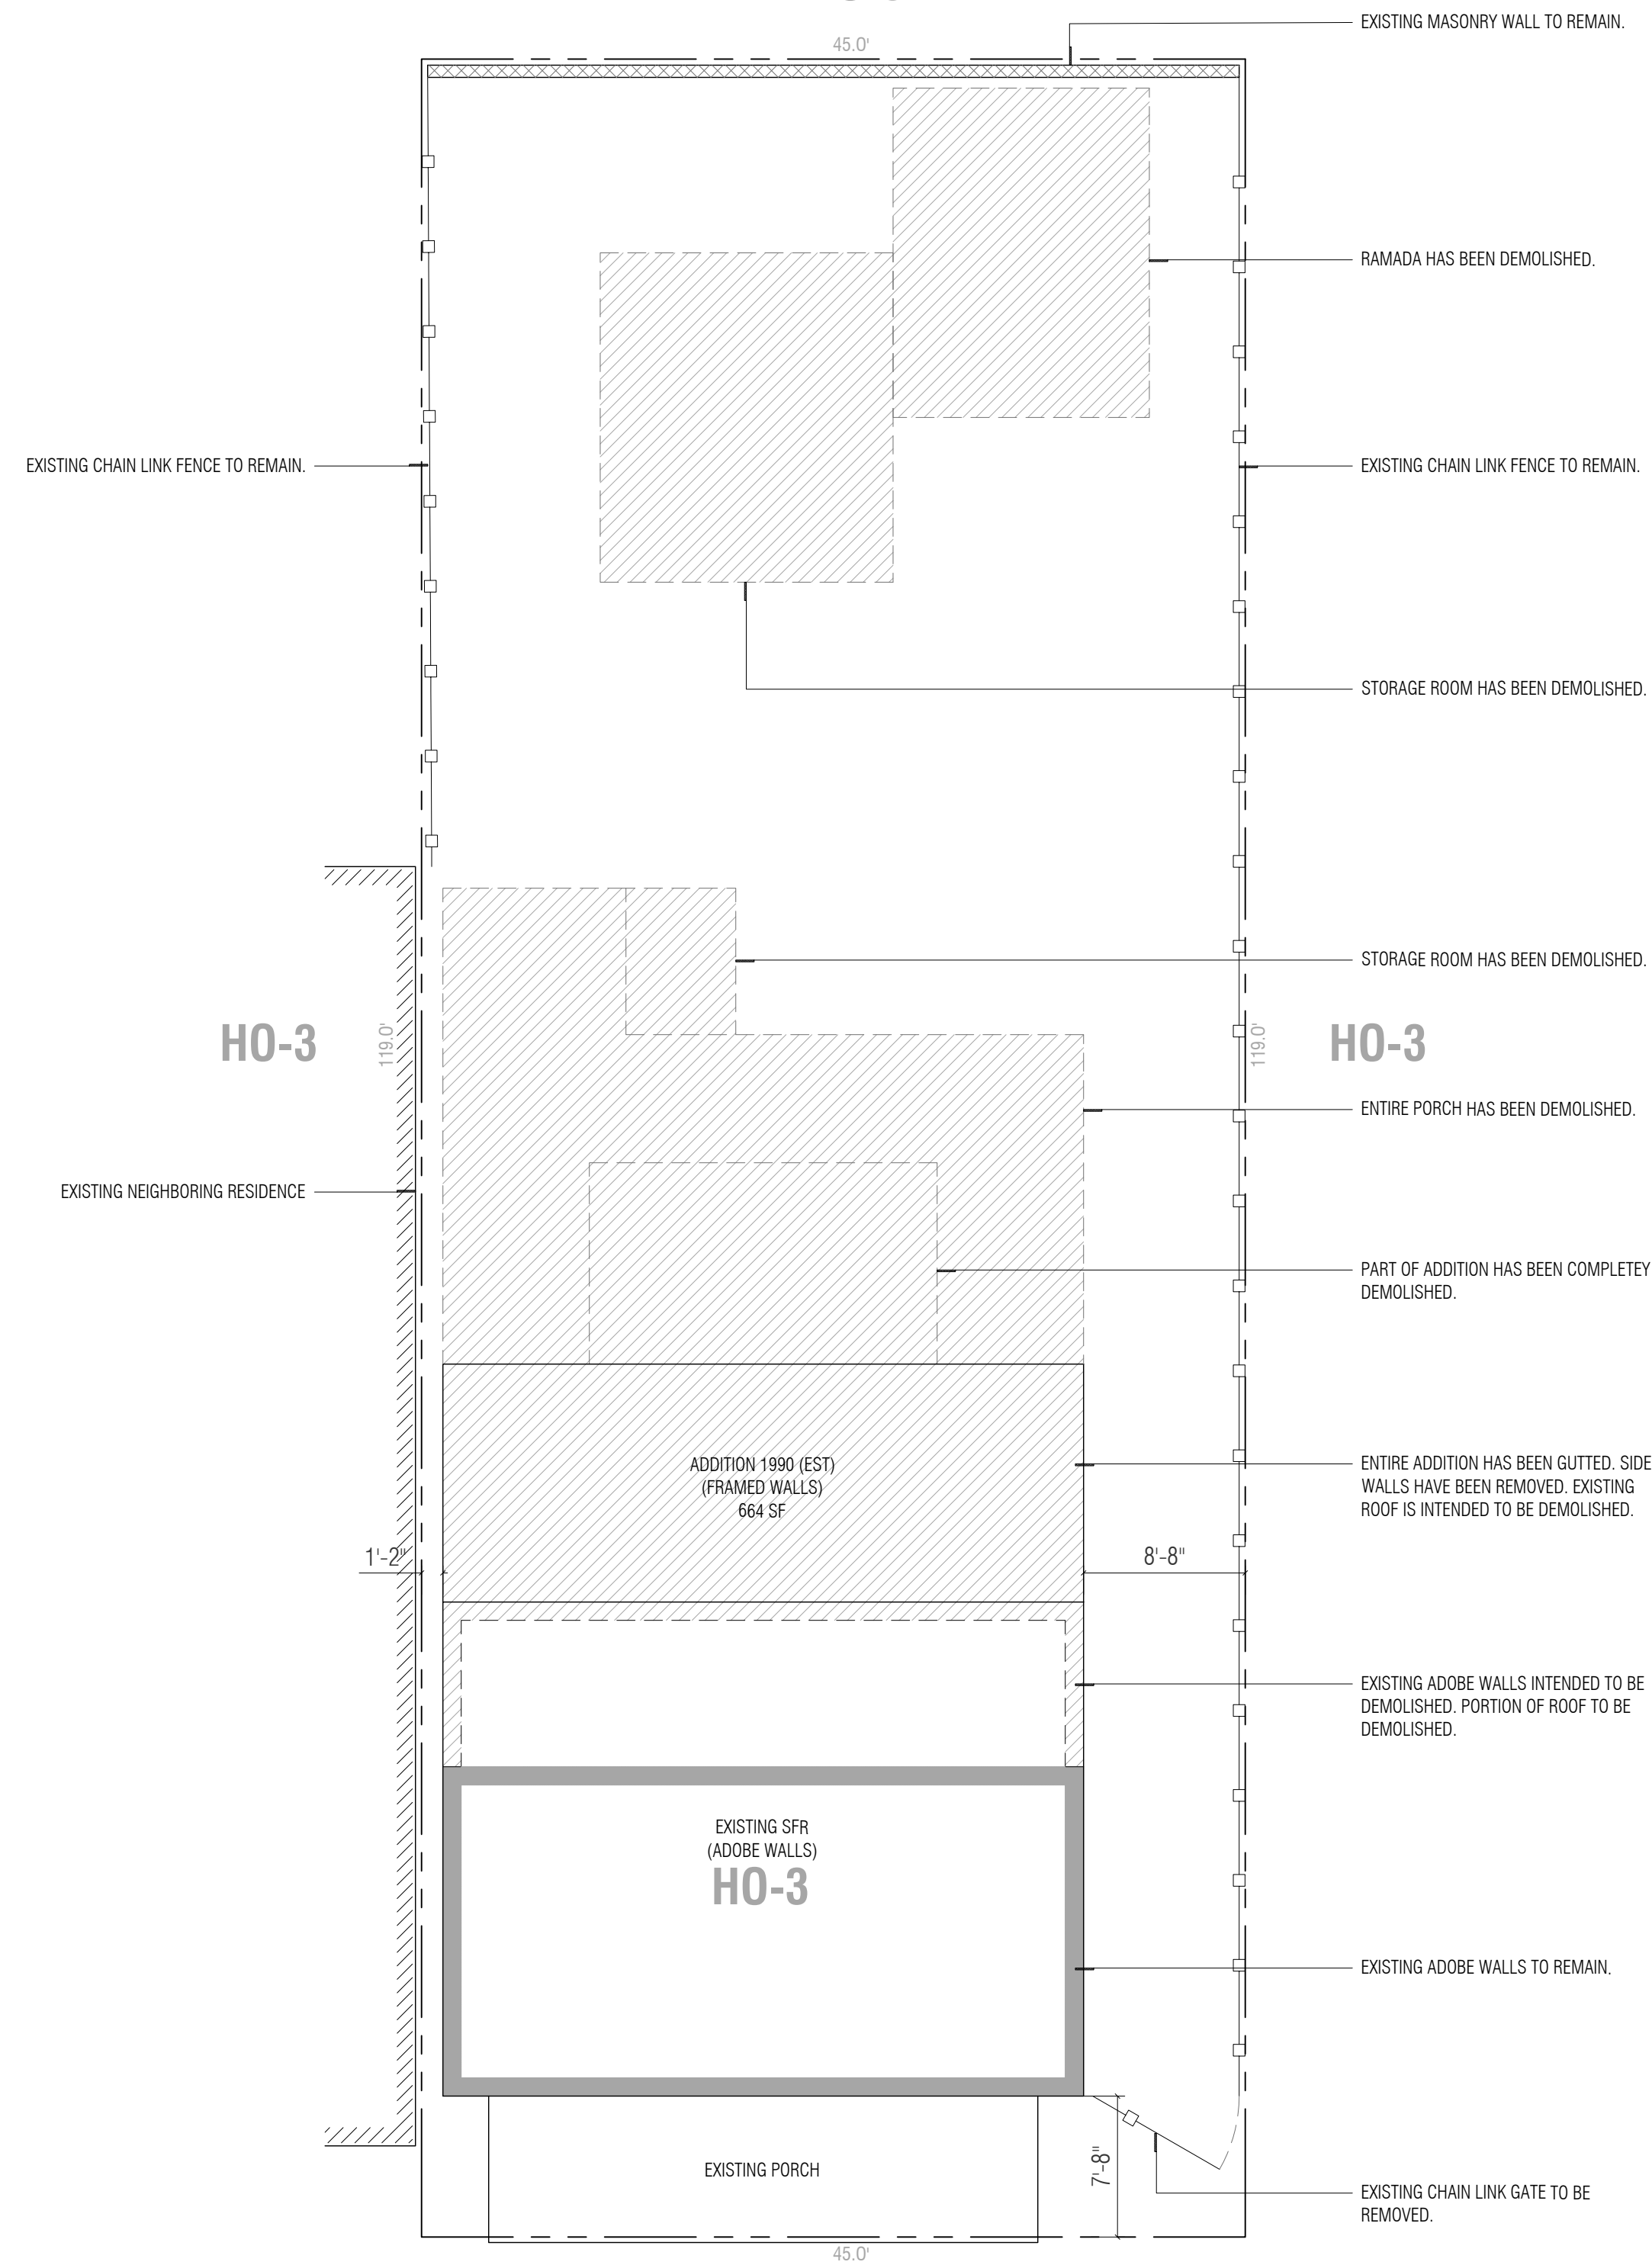 EXISTING MASONRY WALL TO REMAIN.
45.0'
RAMADA HAS BEEN DEMOLISHED.
EXISTING CHAIN LINK FENCE TO REMAIN.
EXISTING CHAIN LINK FENCE TO REMAIN.
STORAGE ROOM HAS BEEN DEMOLISHED.
STORAGE ROOM HAS BEEN DEMOLISHED.
HO-3
119.0'
119.0'
HO-3
ENTIRE PORCH HAS BEEN DEMOLISHED.
EXISTING NEIGHBORING RESIDENCE
PART OF ADDITION HAS BEEN COMPLETEY
DEMOLISHED.
ADDITION 1990 (EST)
(FRAMED WALLS)
664 SF
ENTIRE ADDITION HAS BEEN GUTTED. SIDE
WALLS HAVE BEEN REMOVED. EXISTING
ROOF IS INTENDED TO BE DEMOLISHED.
1'-2"
8'-8"
EXISTING ADOBE WALLS INTENDED TO BE
DEMOLISHED. PORTION OF ROOF TO BE
DEMOLISHED.
EXISTING SFR
(ADOBE WALLS)
HO-3
EXISTING ADOBE WALLS TO REMAIN.
EXISTING PORCH
7'-8"
EXISTING CHAIN LINK GATE TO BE
REMOVED.
45.0'